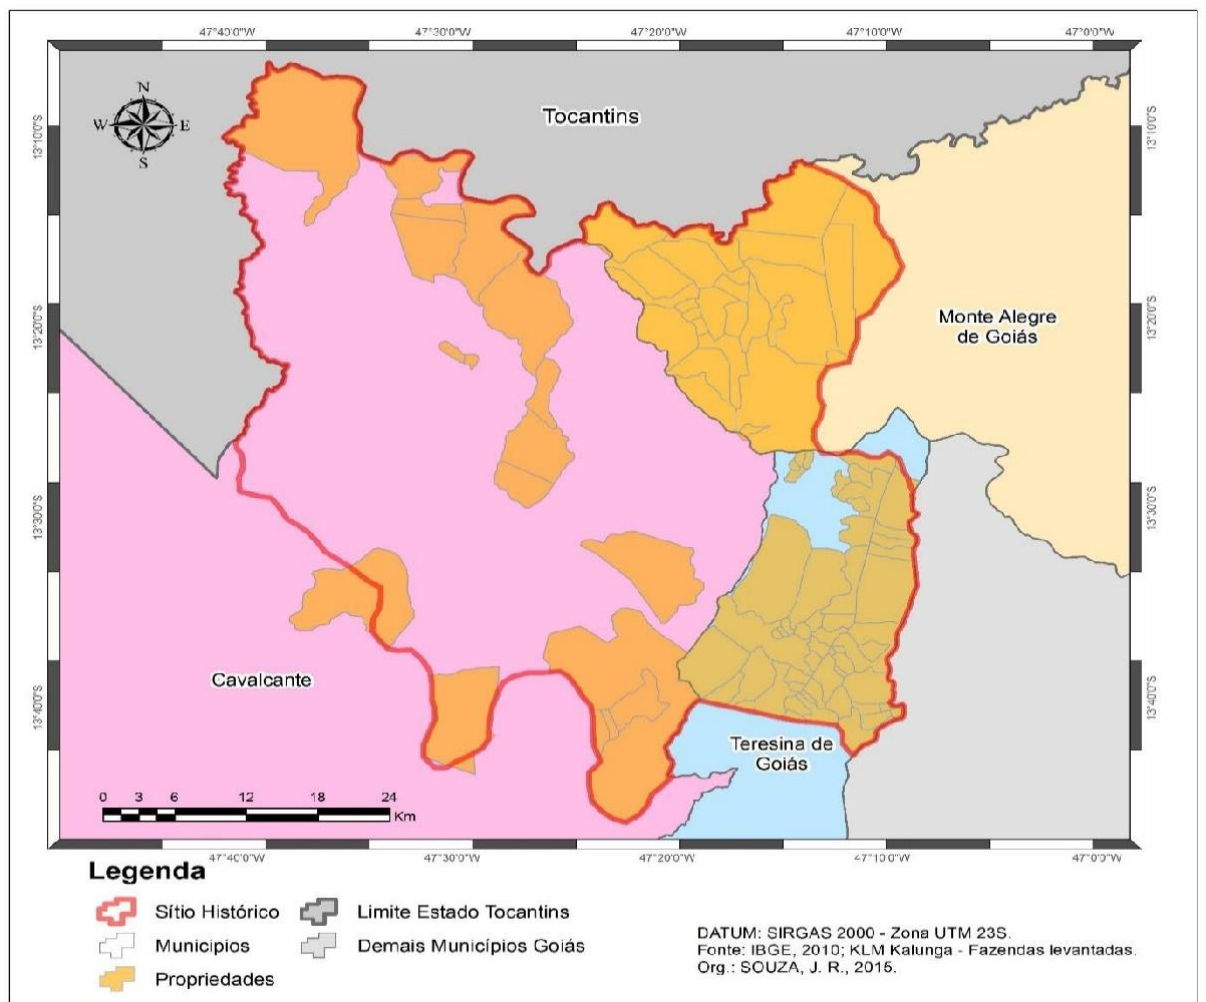 47°40'0"W 47°30'0"W 47°20'0"W 47°10'0"W 47°0'0"W
N
W E
S
Tocantins
13°10'0"S 13°10'0"S
13°20'0"S 13°20'0"S
Monte Alegre
de Goiás
13°30'0"S 13°30'0"S
Cavalcante
13°40'0"S 13°40'0"S
Teresina de
Goiás
0 3 6 12 18 24
Km
47°40'0"W 47°30'0"W 47°20'0"W 47°10'0"W 47°0'0"W
Legenda
Sítio Histórico
Limite Estado Tocantins
Municipios
Demais Municípios Goiás
Propriedades
DATUM: SIRGAS 2000 - Zona UTM 23S.
Fonte: IBGE, 2010; KLM Kalunga - Fazendas levantadas.
Org.: SOUZA, J. R., 2015.